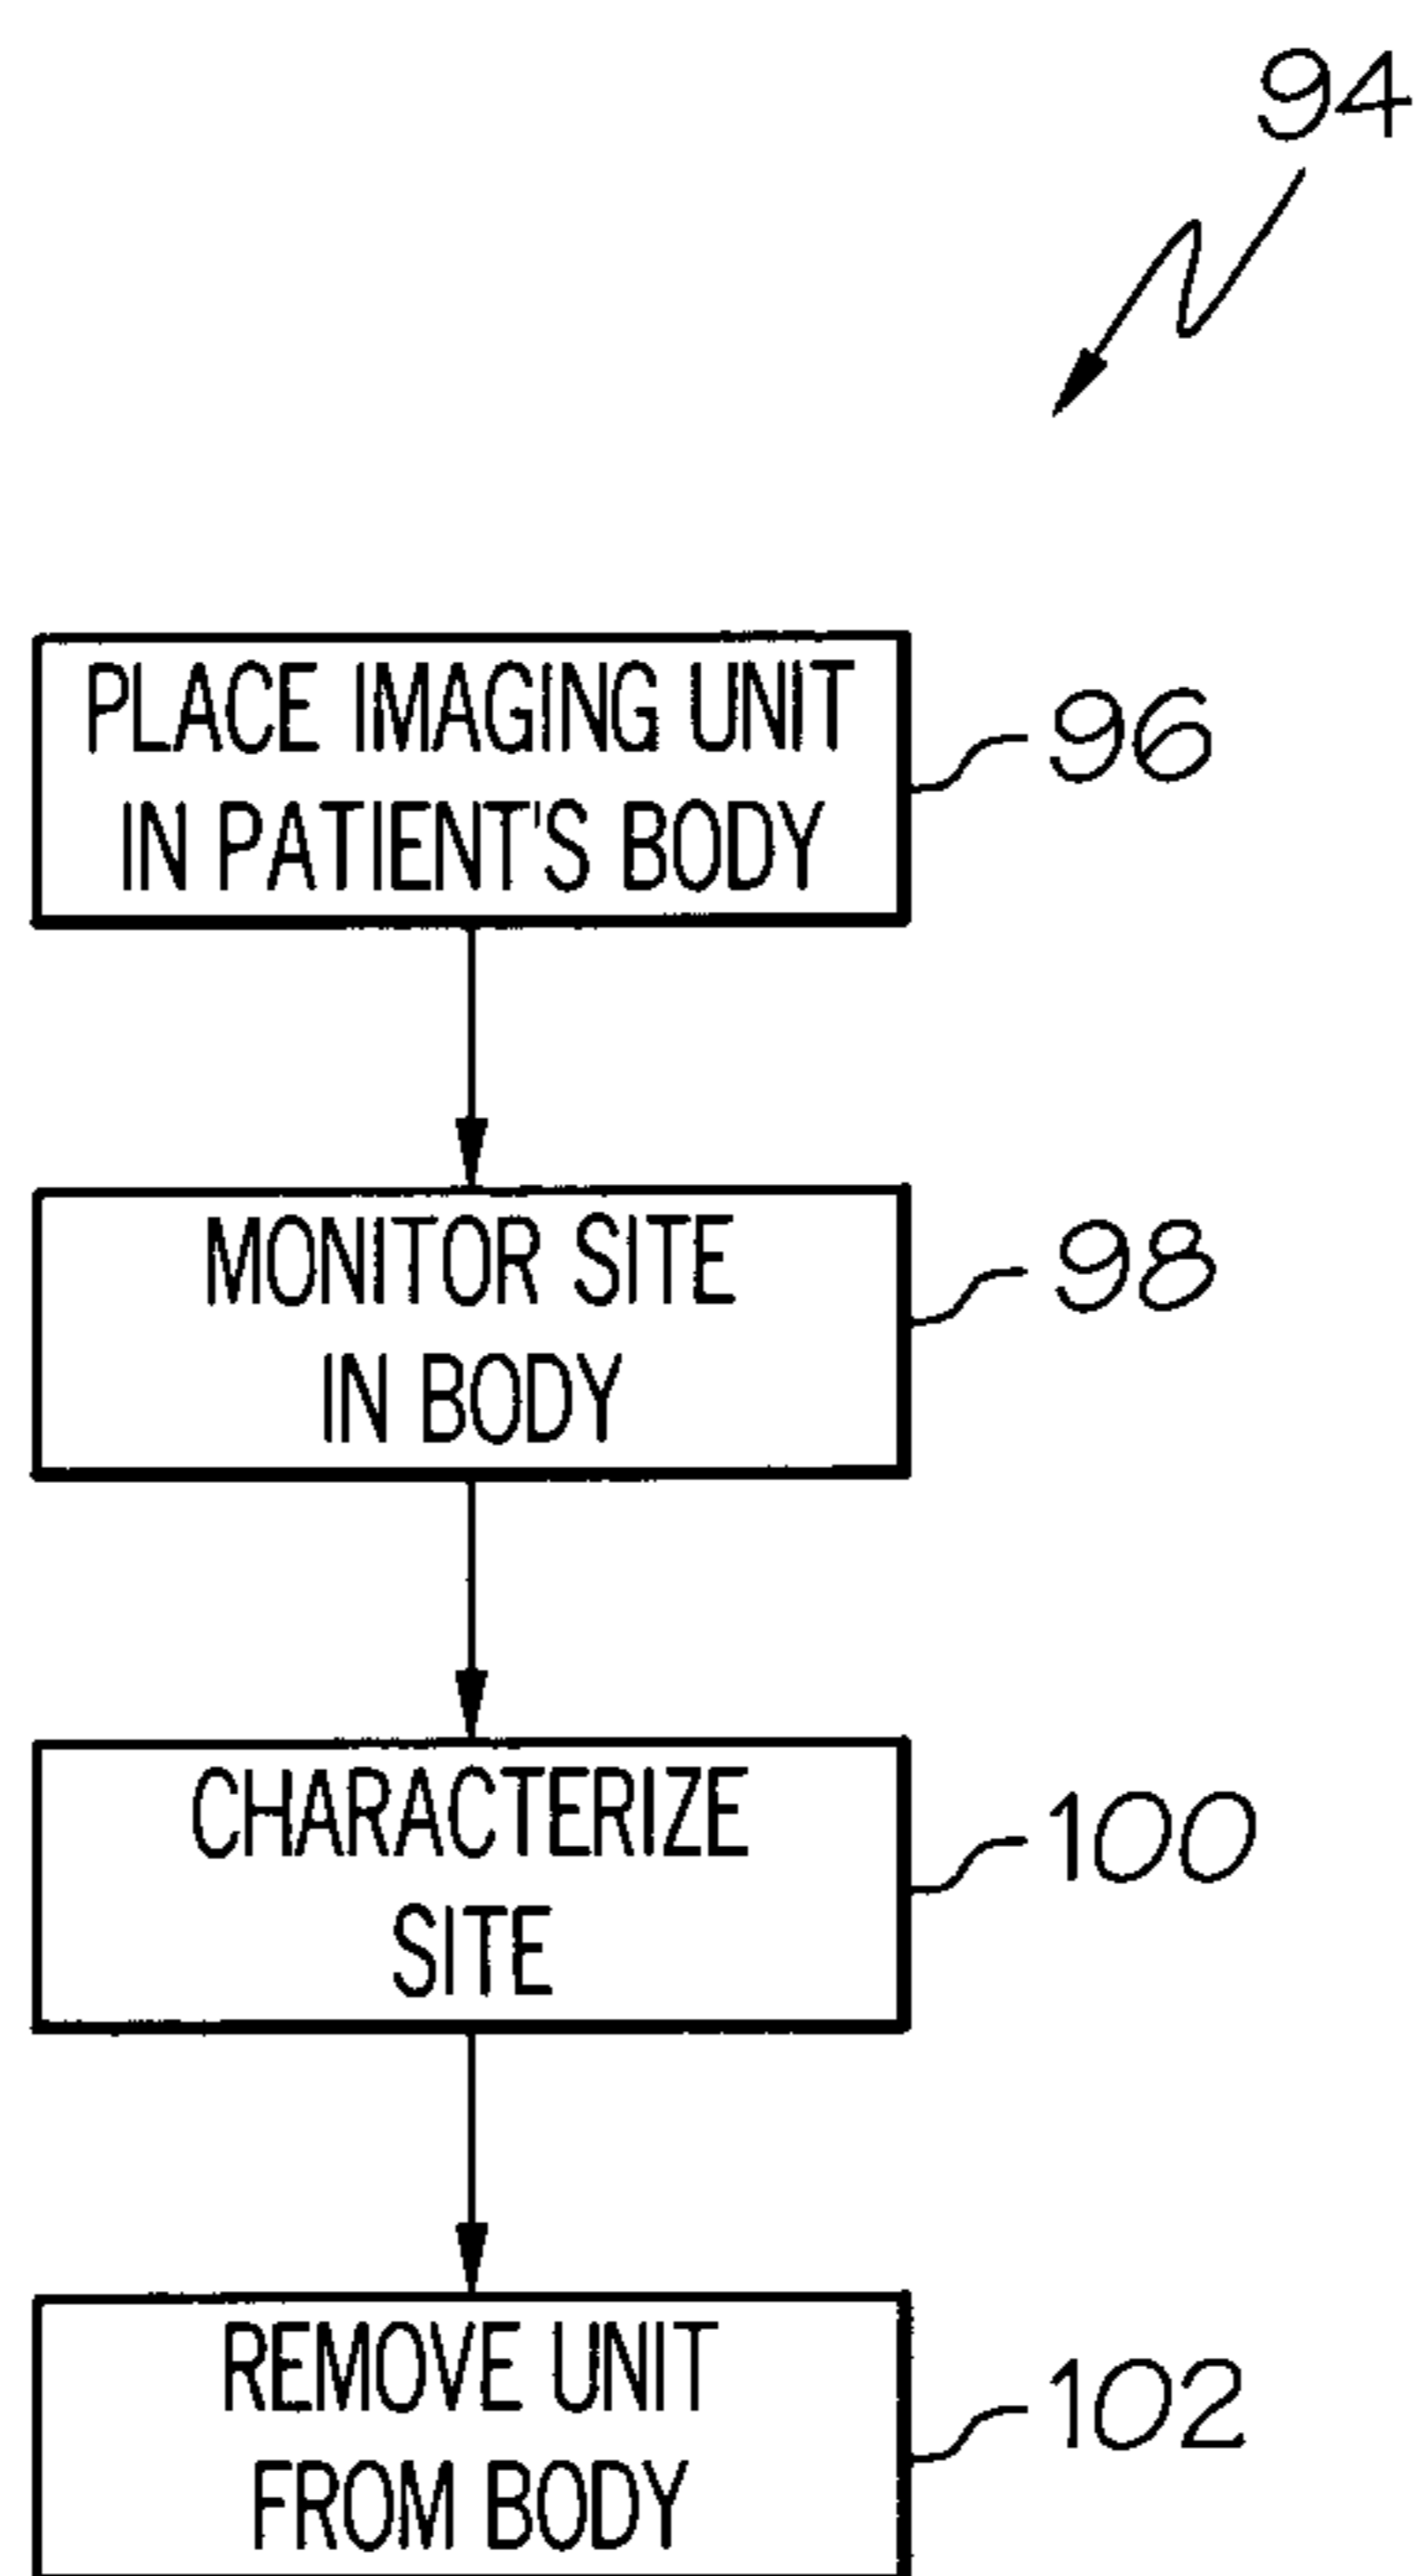 94
PLACE IMAGING UNIT
IN PATIENT'S BODY
96
MONITOR SITE
IN BODY
98
CHARACTERIZE
SITE
100
REMOVE UNIT
FROM BODY
102